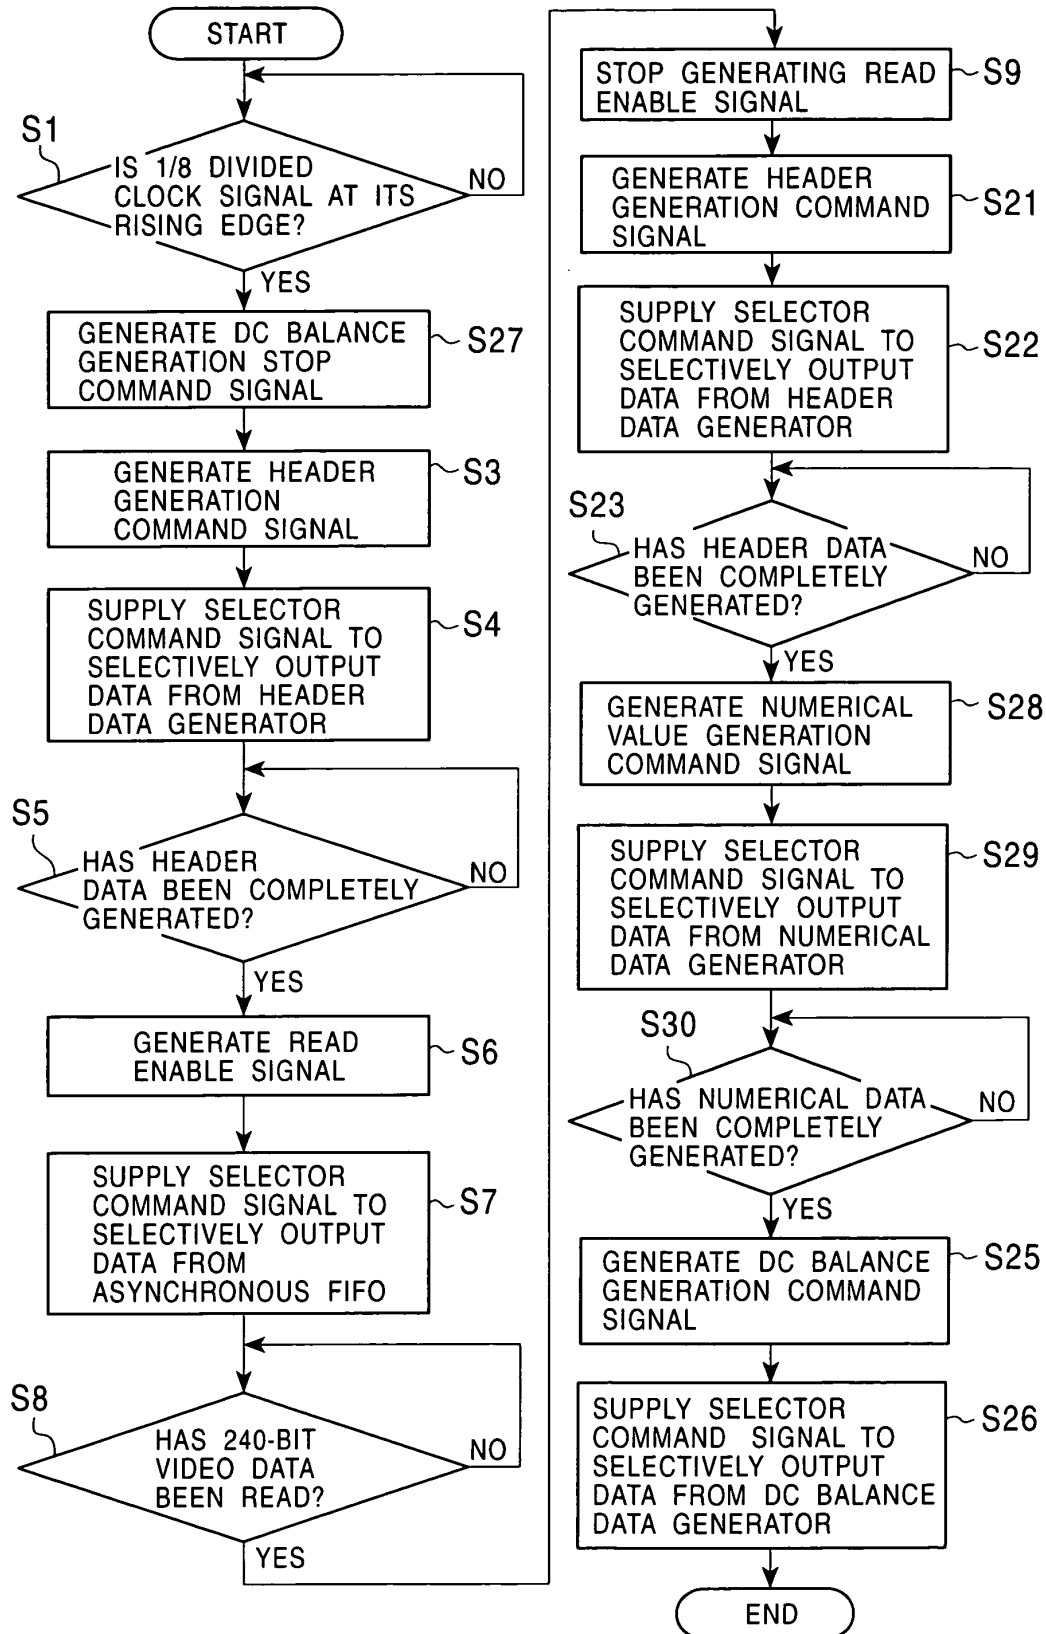 START
S1
IS 1/8 DIVIDED
CLOCK SIGNAL AT ITS
RISING EDGE?
NO
YES
GENERATE DC BALANCE
GENERATION STOP
COMMAND SIGNAL
S27
GENERATE HEADER
GENERATION
COMMAND SIGNAL
S3
SUPPLY SELECTOR
COMMAND SIGNAL TO
SELECTIVELY OUTPUT
DATA FROM HEADER
DATA GENERATOR
S4
S5
HAS HEADER
DATA BEEN COMPLETELY
GENERATED?
NO
YES
GENERATE READ
ENABLE SIGNAL
S6
SUPPLY SELECTOR
COMMAND SIGNAL TO
SELECTIVELY OUTPUT
DATA FROM
ASYNCHRONOUS FIFO
S7
S8
HAS 240-BIT
VIDEO DATA
BEEN READ?
NO
YES
STOP GENERATING READ
ENABLE SIGNAL
S9
GENERATE HEADER
GENERATION COMMAND
SIGNAL
S21
SUPPLY SELECTOR
COMMAND SIGNAL TO
SELECTIVELY OUTPUT
DATA FROM HEADER
DATA GENERATOR
S22
S23
HAS HEADER DATA
BEEN COMPLETELY
GENERATED?
NO
YES
GENERATE NUMERICAL
VALUE GENERATION
COMMAND SIGNAL
S28
SUPPLY SELECTOR
COMMAND SIGNAL TO
SELECTIVELY OUTPUT
DATA FROM NUMERICAL
DATA GENERATOR
S29
S30
HAS NUMERICAL DATA
BEEN COMPLETELY
GENERATED?
NO
YES
GENERATE DC BALANCE
GENERATION COMMAND
SIGNAL
S25
SUPPLY SELECTOR
COMMAND SIGNAL TO
SELECTIVELY OUTPUT
DATA FROM DC BALANCE
DATA GENERATOR
S26
END